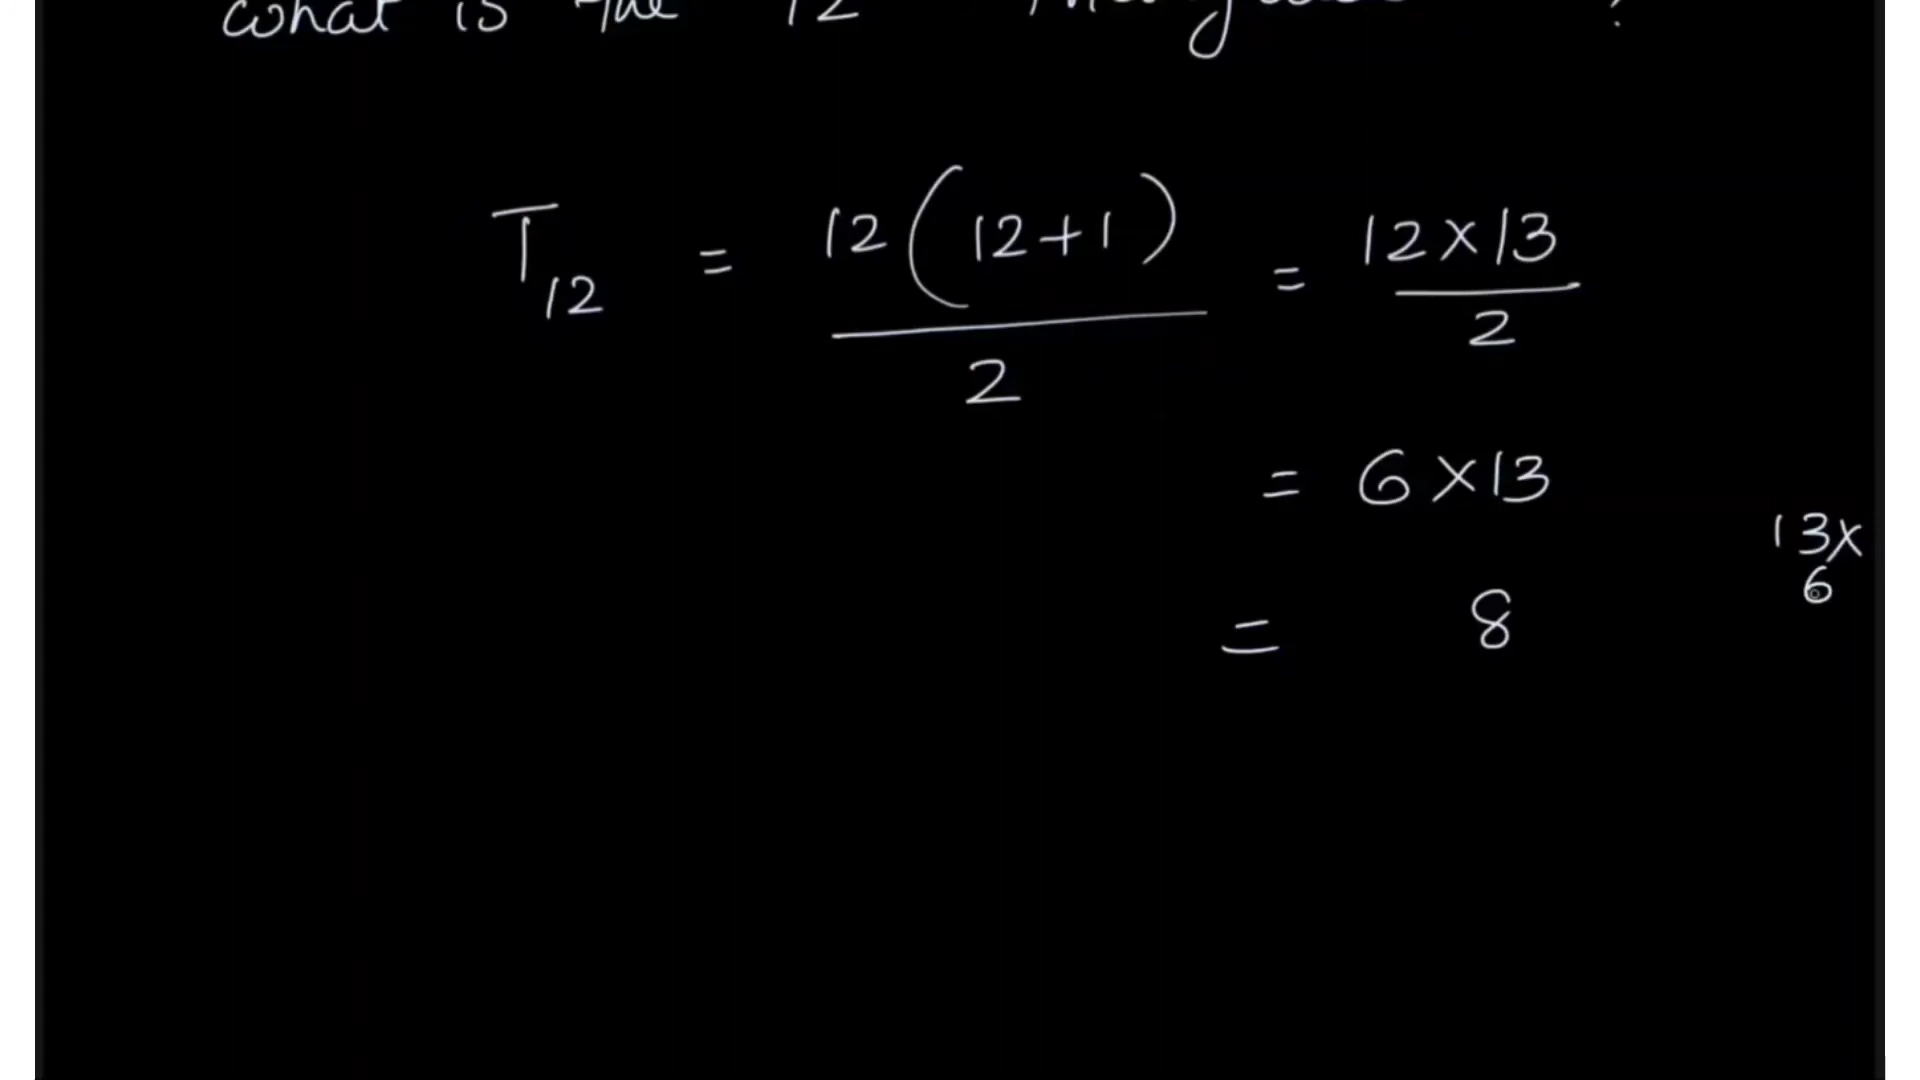 what is the 12
T₁₂ = 12(12+1)/2 = 12×13/2
= 6×13
13×
6
= 8